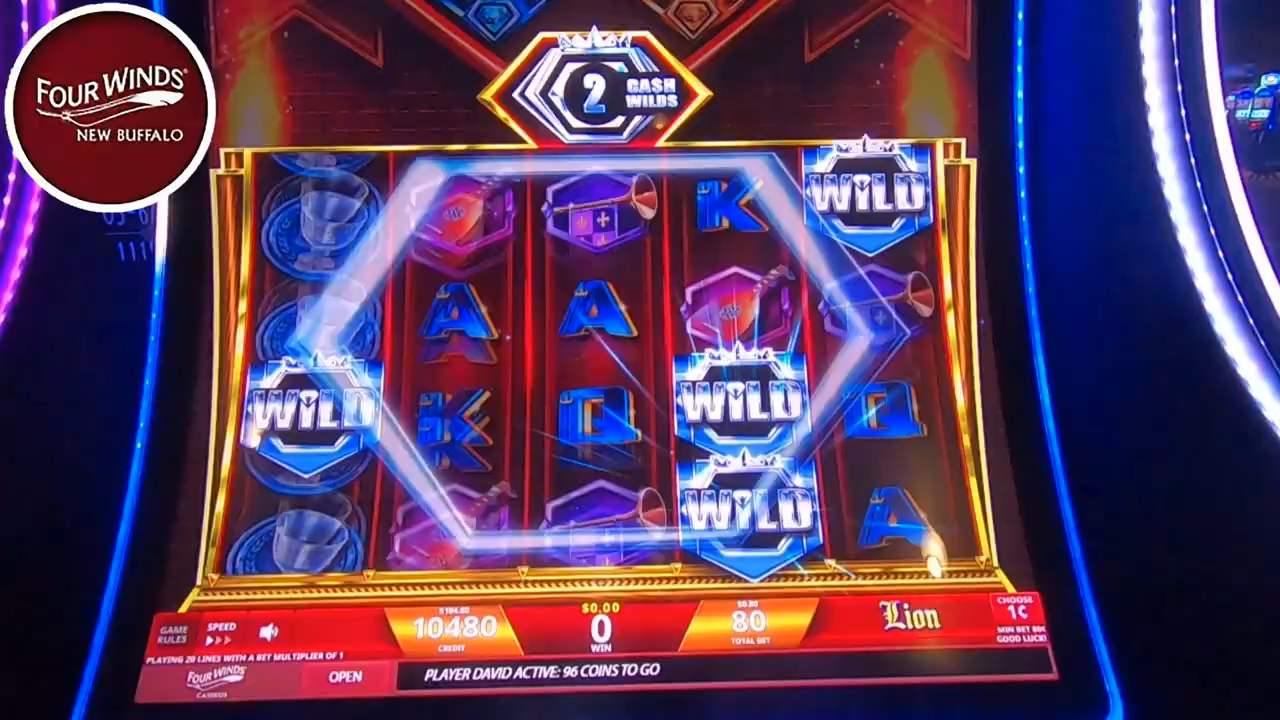 FOUR WINDS
NEW BUFFALO
2
CASH
WILDS
K
WILD
A
A
WILD
K
Q
WILD
Q
WILD
A
GAME
RULES
SPEED
10480
CREDIT
$0.00
0
WIN
$0.80
80
TOTAL BET
Lion
CHOOSE
1¢
MIN BET 80¢
GOOD LUCK!
PLAYING 20 LINES WITH A BET MULTIPLIER OF 1
FOUR WINDS
CASINOS
OPEN
PLAYER DAVID ACTIVE: 96 COINS TO GO